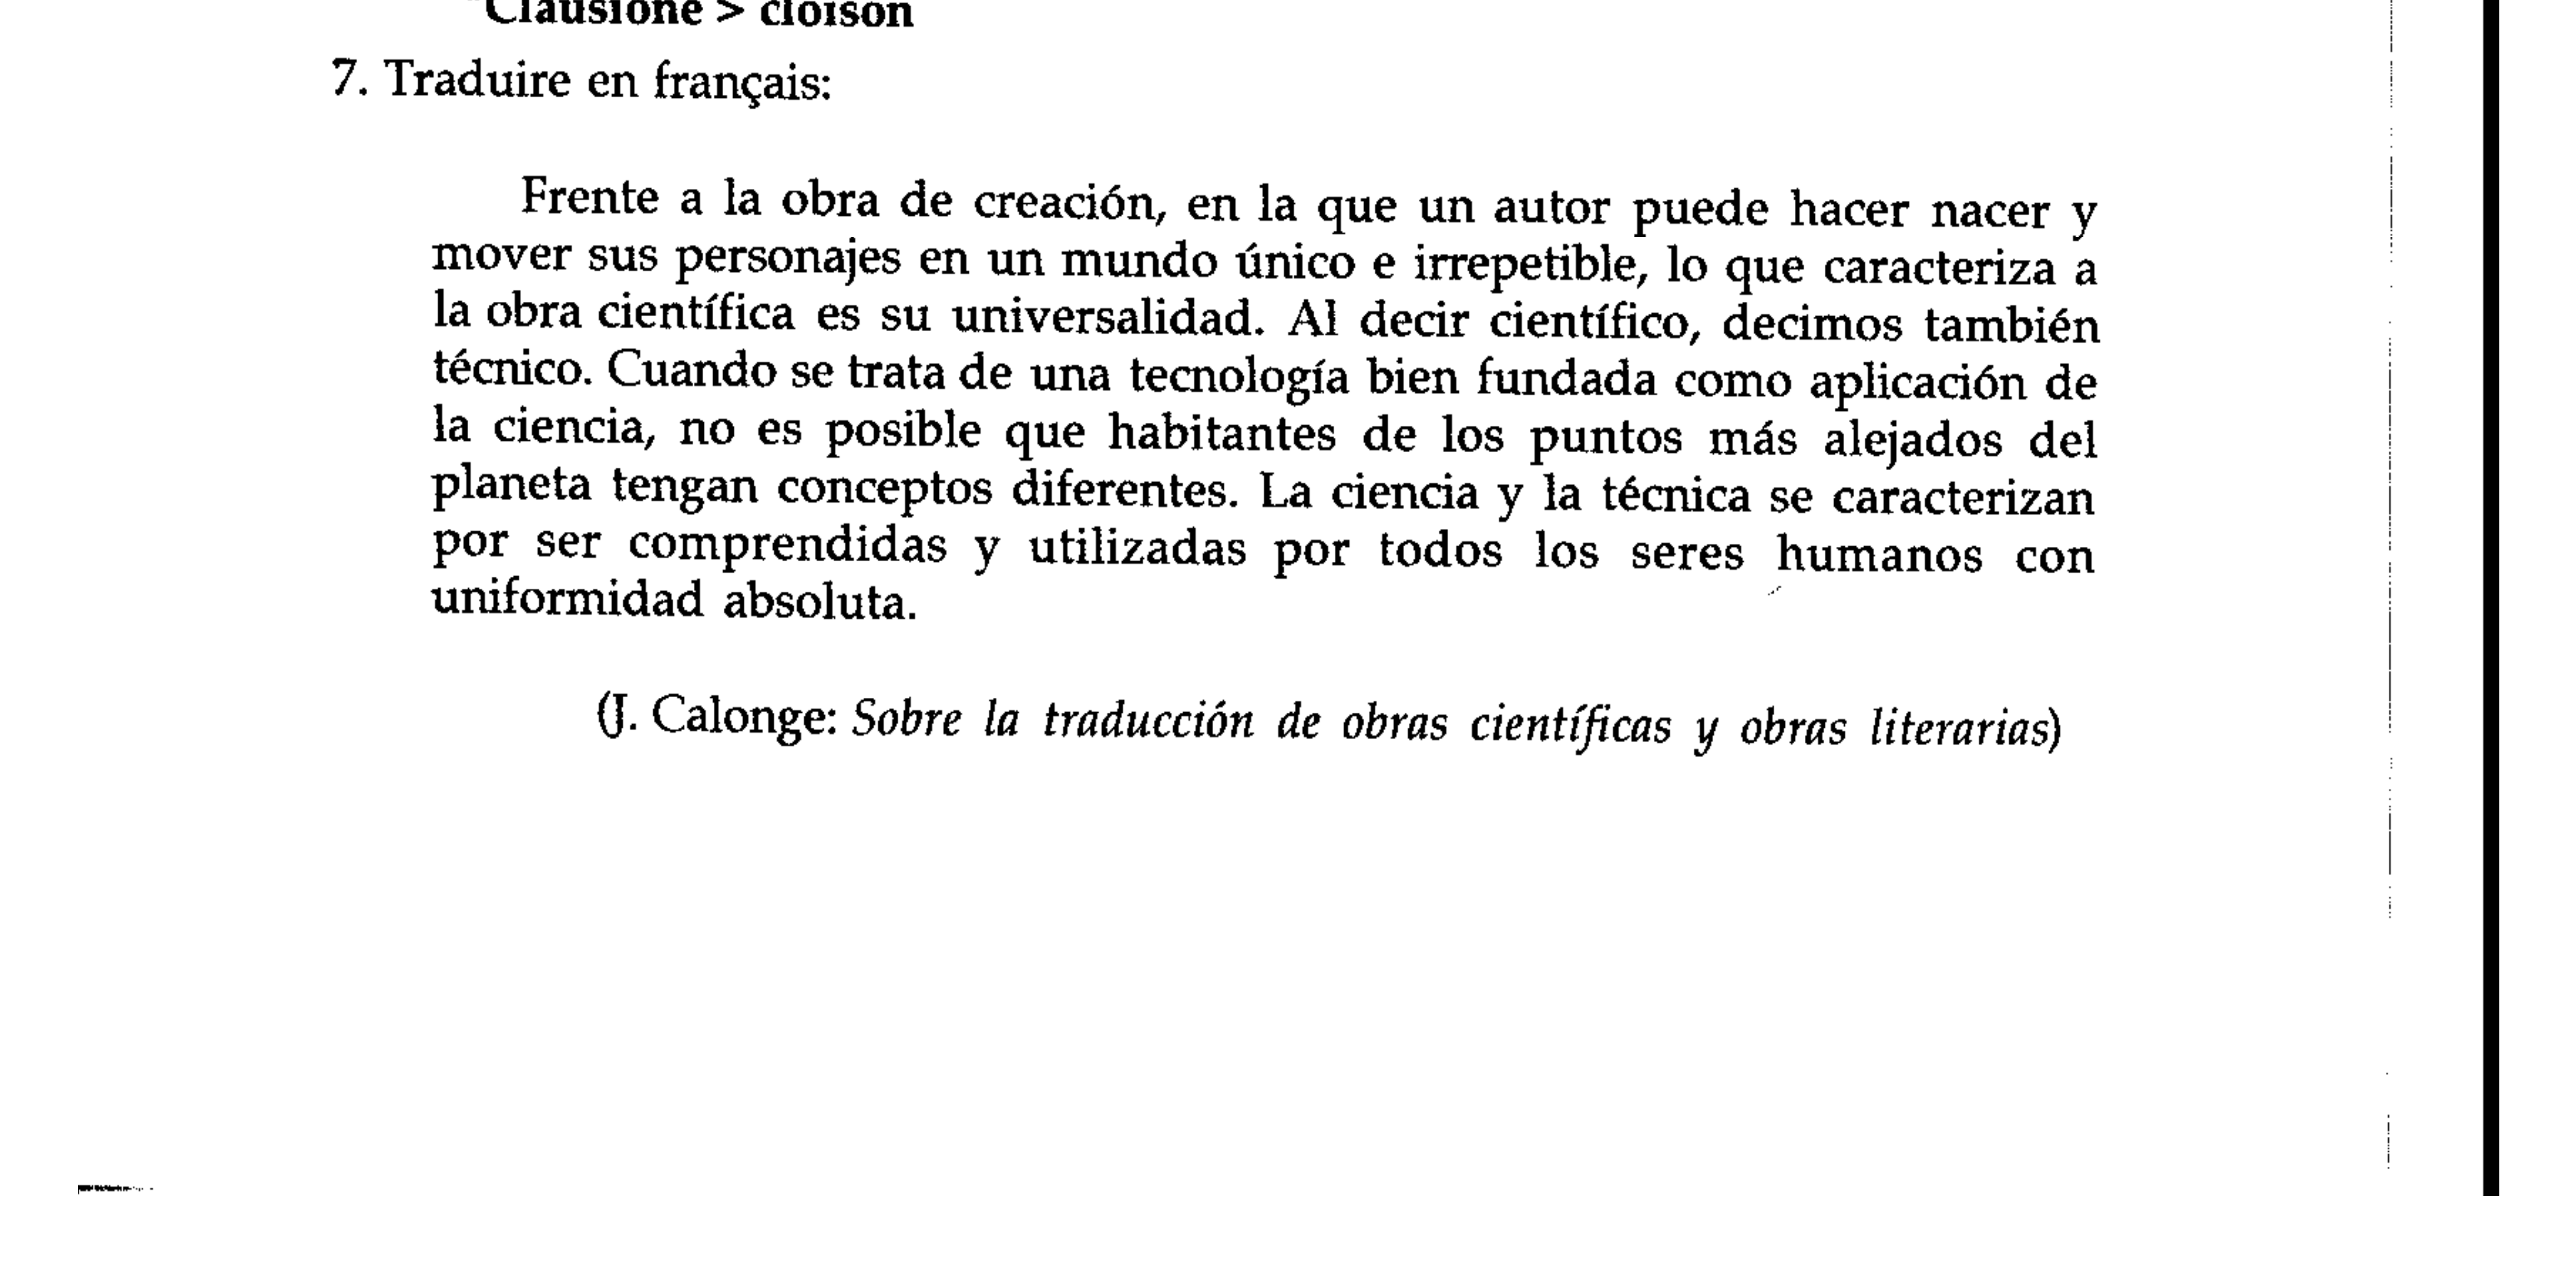 Clausione > cloison
7. Traduire en français:
Frente a la obra de creación, en la que un autor puede hacer nacer y
mover sus personajes en un mundo único e irrepetible, lo que caracteriza a
la obra científica es su universalidad. Al decir científico, decimos también
técnico. Cuando se trata de una tecnología bien fundada como aplicación de
la ciencia, no es posible que habitantes de los puntos más alejados del
planeta tengan conceptos diferentes. La ciencia y la técnica se caracterizan
por ser comprendidas y utilizadas por todos los seres humanos con
uniformidad absoluta.
(J. Calonge: Sobre la traducción de obras científicas y obras literarias)